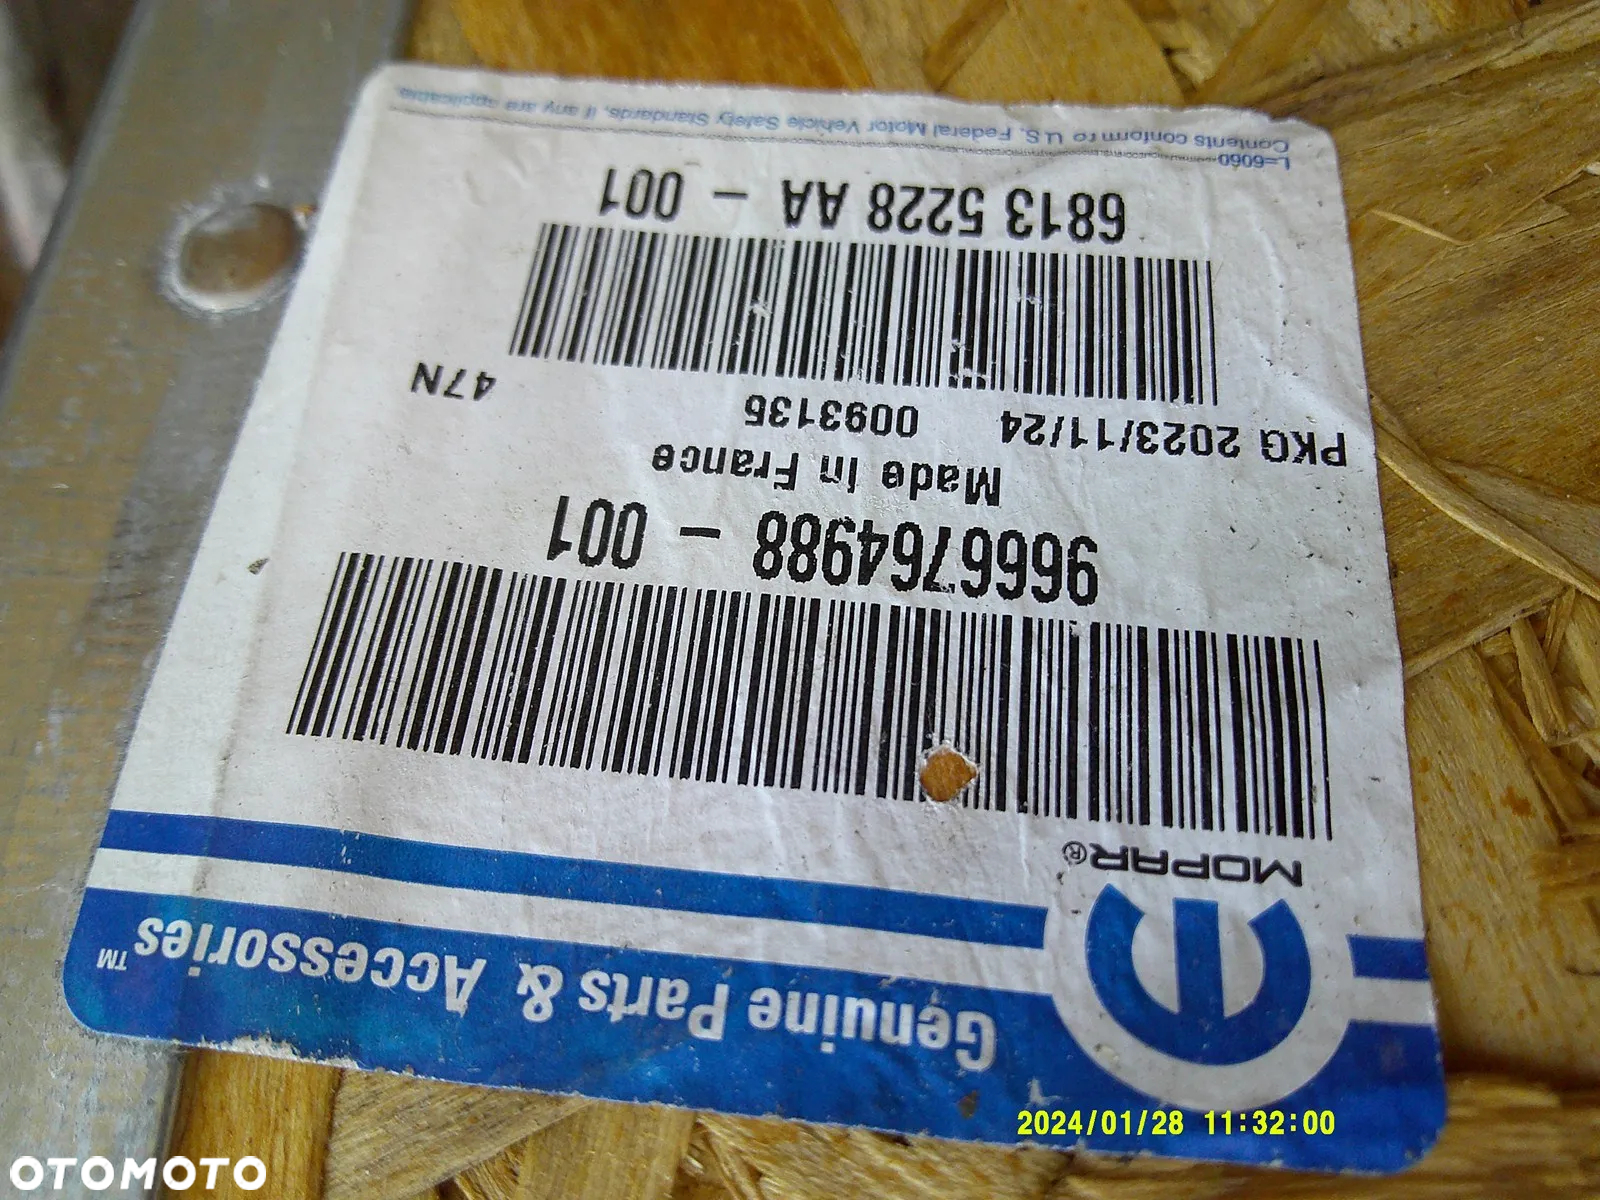 Genuine Parts & Accessories™
MOPAR®
9666764988 - 001
Made in France
PKG 2023/11/24 0093135 47N
6813 5228 AA - 001
L=6060
Contents conform to U.S. Federal Motor Vehicle Safety Standards, if any are applicable.
2024/01/28 11:32:00
OTOMOTO